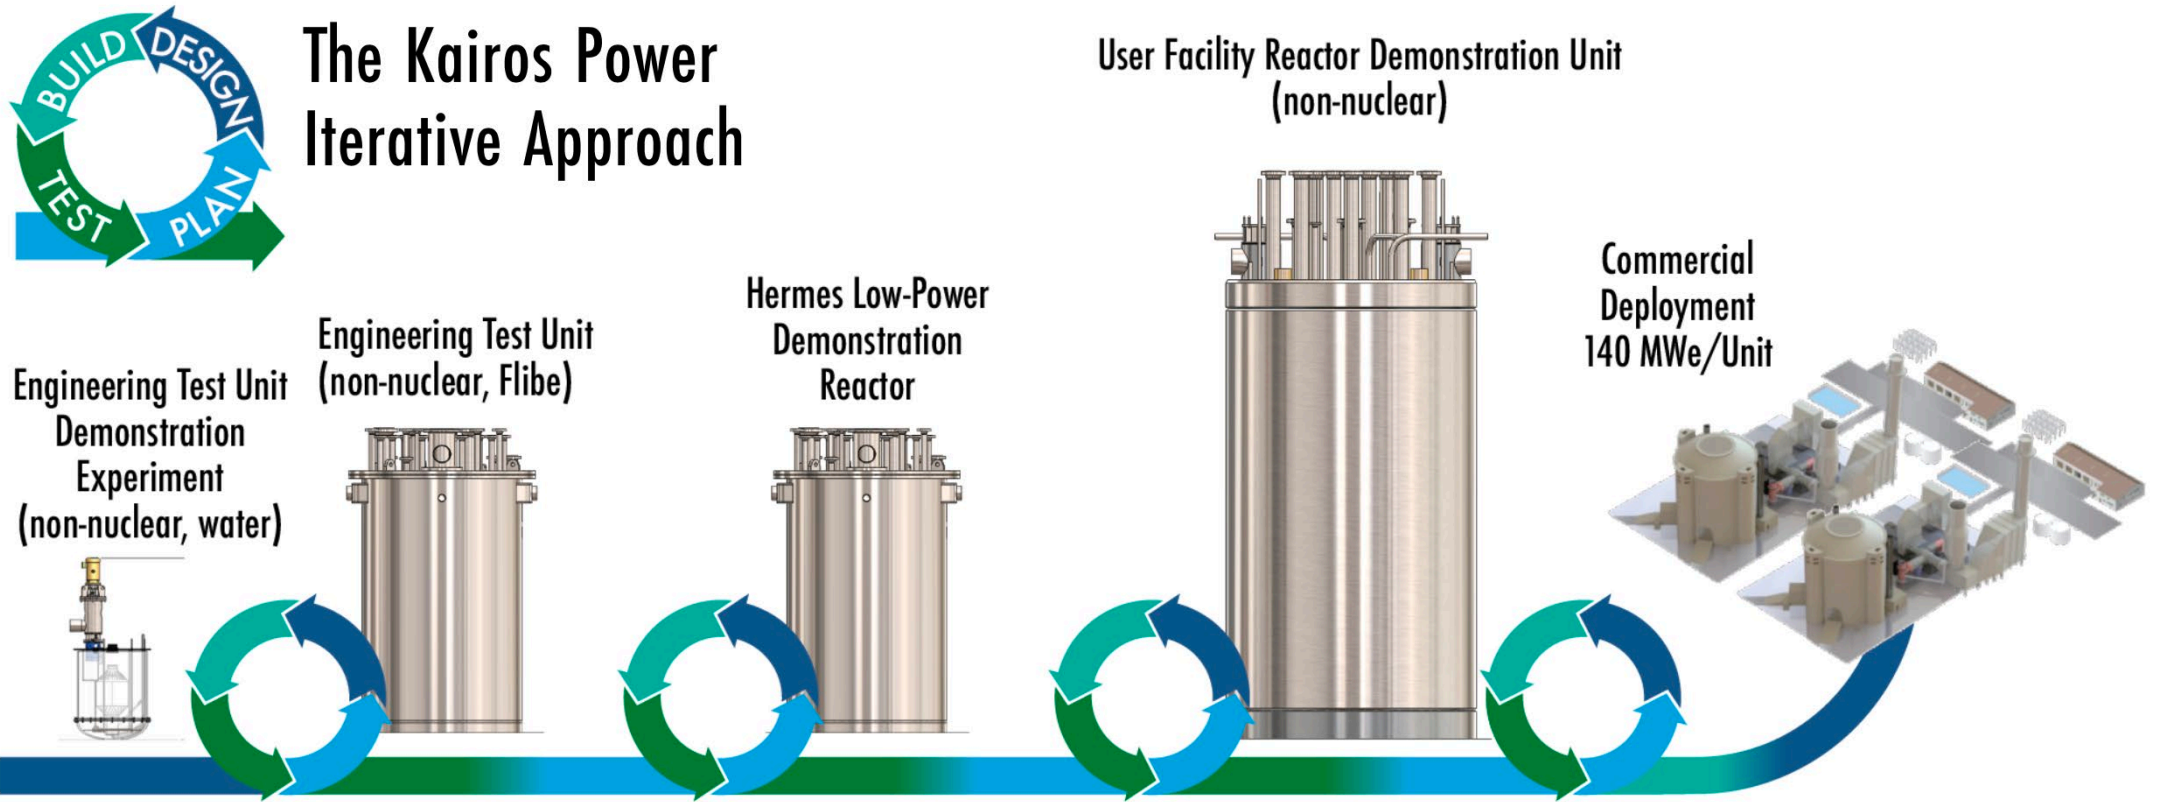 BUILD
DESIGN
TEST
PLAN
The Kairos Power
Iterative Approach
Engineering Test Unit
Demonstration
Experiment
(non-nuclear, water)
Engineering Test Unit
(non-nuclear, Flibe)
Hermes Low-Power
Demonstration
Reactor
User Facility Reactor Demonstration Unit
(non-nuclear)
Commercial
Deployment
140 MWe/Unit